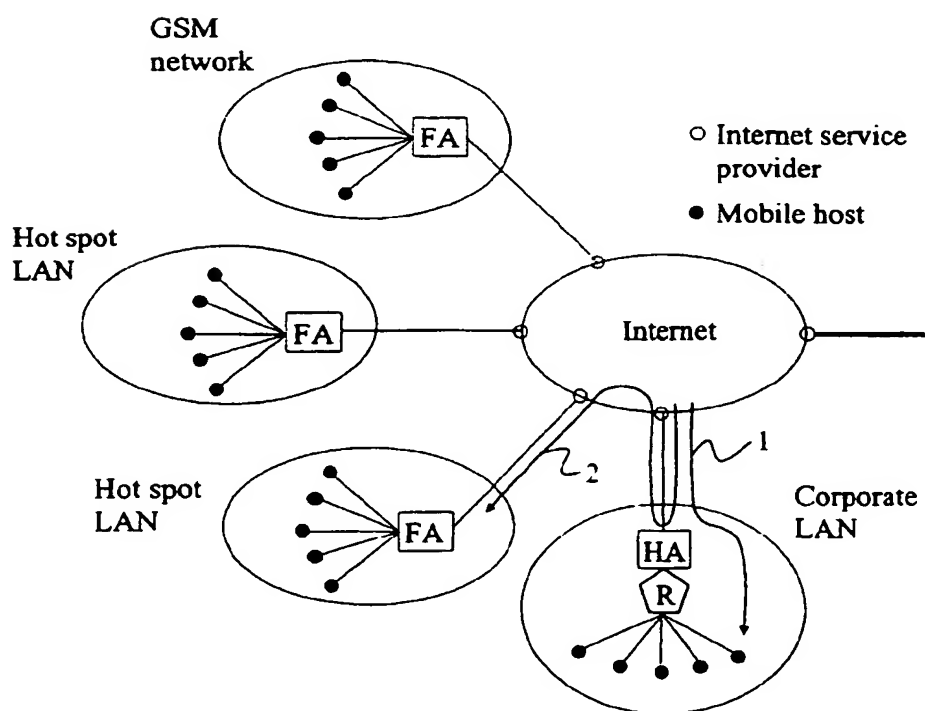 GSM
network
FA
Internet service
provider
Mobile host
Hot spot
LAN
FA
Internet
1
2
Hot spot
LAN
FA
Corporate
LAN
HA
R